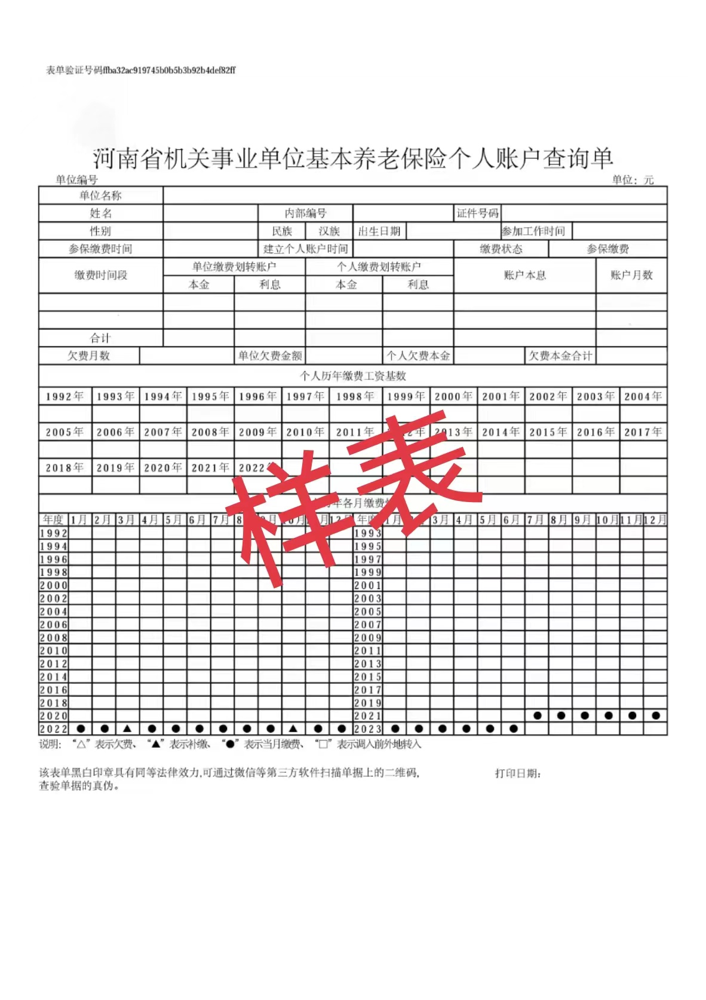 表单验证号码ffba32ac919745b0b5b3b92b4def82ff
河南省机关事业单位基本养老保险个人账户查询单
单位编号 单位：元
单位名称
姓名 内部编号 证件号码
性别 民族 汉族 出生日期 参加工作时间
参保缴费时间 建立个人账户时间 缴费状态 参保缴费
缴费时间段 单位缴费划转账户 个人缴费划转账户 账户本息 账户月数
本金 利息 本金 利息
合计
欠费月数 单位欠费金额 个人欠费本金 欠费本金合计
个人历年缴费工资基数
1992年 1993年 1994年 1995年 1996年 1997年 1998年 1999年 2000年 2001年 2002年 2003年 2004年
2005年 2006年 2007年 2008年 2009年 2010年 2011年 年 2013年 2014年 2015年 2016年 2017年
2018年 2019年 2020年 2021年 2022年
样表
年各月缴费
年度 1月 2月 3月 4月 5月 6月 7月 8 月 月 月 12 年度 1月 3月 4月 5月 6月 7月 8月 9月 10月 11月 12月
1992 1993
1994 1995
1996 1997
1998 1999
2000 2001
2002 2003
2004 2005
2006 2007
2008 2009
2010 2011
2012 2013
2014 2015
2016 2017
2018 2019
2020 2021 ● ● ● ● ● ●
2022 ● ● ▲ ● ● ● ● ● ● ▲ ● ● 2023 ● ● ● ● ● ●
说明：“△”表示欠费、“▲”表示补缴、“●”表示当月缴费、“□”表示调入前外地转入
该表单黑白印章具有同等法律效力,可通过微信等第三方软件扫描单据上的二维码, 打印日期：
查验单据的真伪。